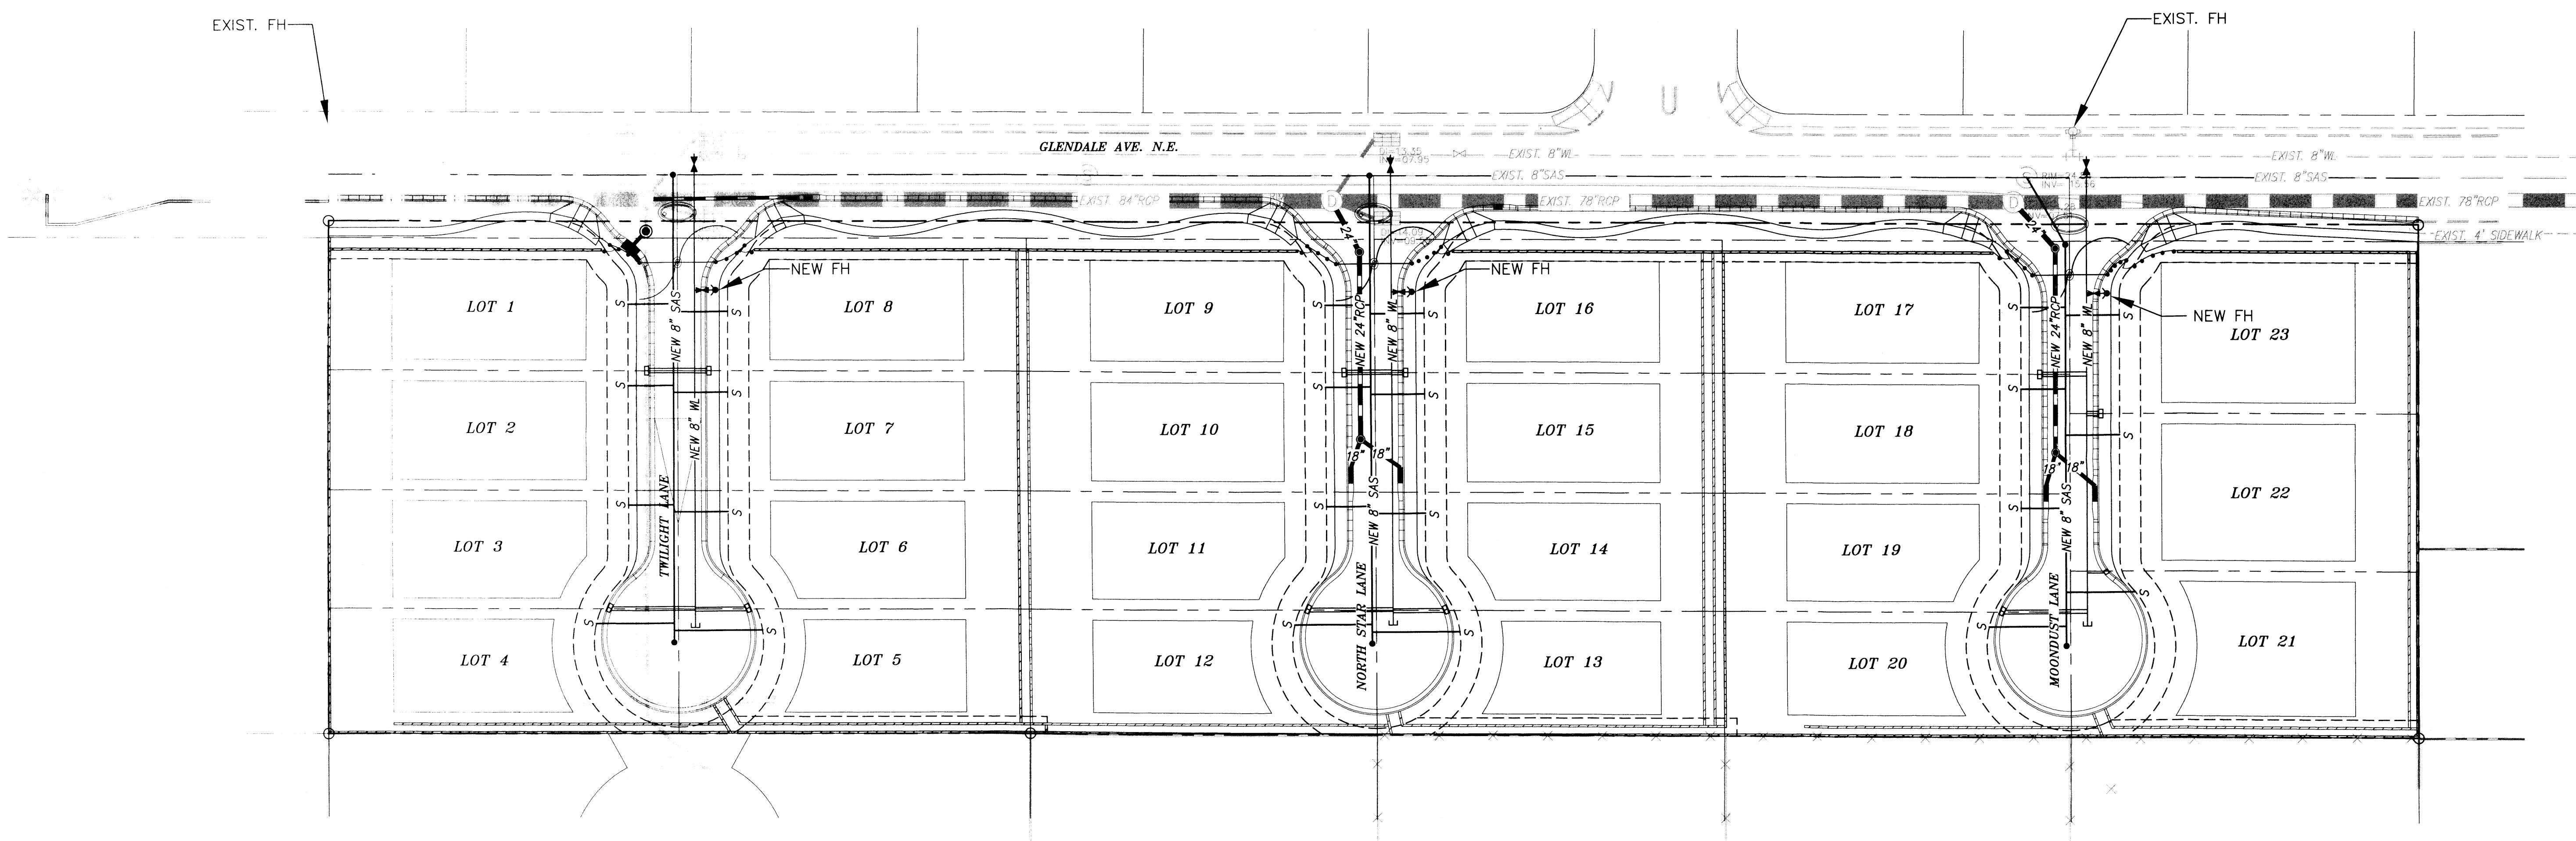 EXIST. FH
EXIST. FH
GLENDALE AVE. N.E.
DI=13.35
INV=07.95
EXIST. 8"WL
EXIST. 8"WL
EXIST. 8"SAS
EXIST. 8"SAS
EXIST. 84"RCP
D
EXIST. 78"RCP
D
EXIST. 78"RCP
24"
24"
EXIST. 4' SIDEWALK
NEW FH
NEW FH
NEW FH
LOT 1
LOT 8
LOT 9
LOT 16
LOT 17
LOT 23
S
NEW 8" SAS
S
S
NEW 24"RCP
NEW 8" WL
S
S
NEW 24"RCP
NEW 8" WL
S
LOT 2
S
NEW 8" WL
S
LOT 7
LOT 10
S
S
LOT 15
LOT 18
S
S
18"
18"
18"
18"
LOT 22
LOT 3
S
TWILIGHT LANE
S
LOT 6
LOT 11
S
NEW 8" SAS
S
LOT 14
LOT 19
S
NEW 8" SAS
LOT 4
S
S
LOT 5
LOT 12
S
NORTH STAR LANE
S
LOT 13
LOT 20
S
MOONDUST LANE
S
LOT 21